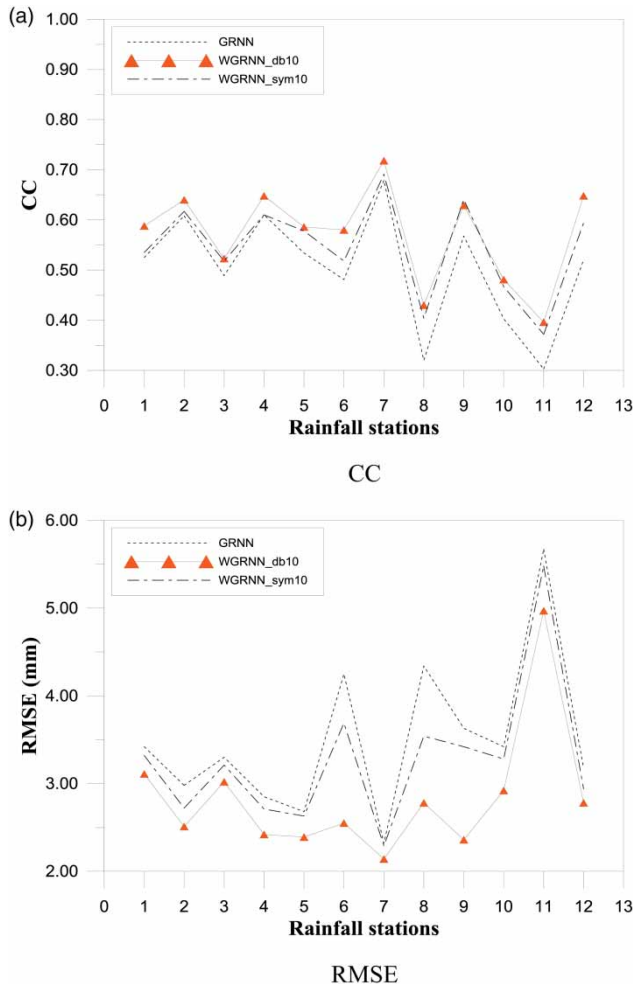 (a)
1.00
0.90
0.80
0.70
0.60
0.50
0.40
0.30
CC
GRNN
WGRNN_db10
WGRNN_sym10
0 1 2 3 4 5 6 7 8 9 10 11 12 13
Rainfall stations
CC
(b)
6.00
5.00
4.00
3.00
2.00
RMSE (mm)
GRNN
WGRNN_db10
WGRNN_sym10
0 1 2 3 4 5 6 7 8 9 10 11 12 13
Rainfall stations
RMSE